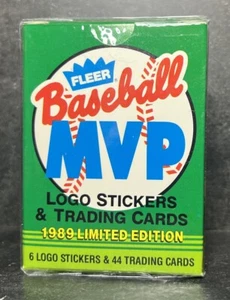 FLEER
Baseball
MVP
LOGO STICKERS
& TRADING CARDS
1989 LIMITED EDITION
6 LOGO STICKERS & 44 TRADING CARDS